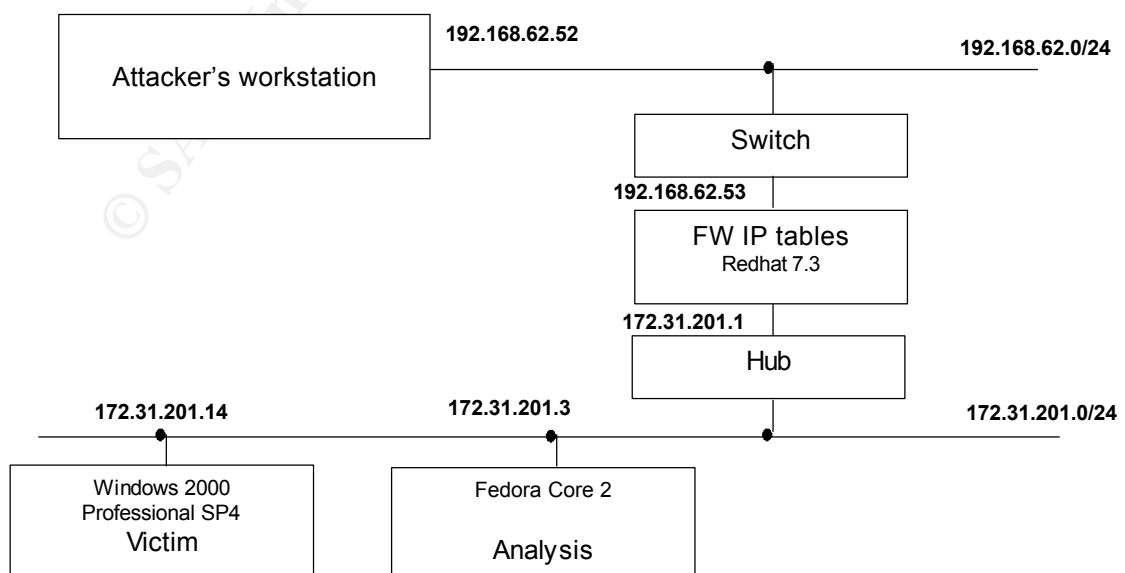 192.168.62.52
192.168.62.0/24
Attacker's workstation
Switch
192.168.62.53
FW IP tables
Redhat 7.3
172.31.201.1
Hub
172.31.201.14
172.31.201.3
172.31.201.0/24
Windows 2000
Professional SP4
Victim
Fedora Core 2
Analysis